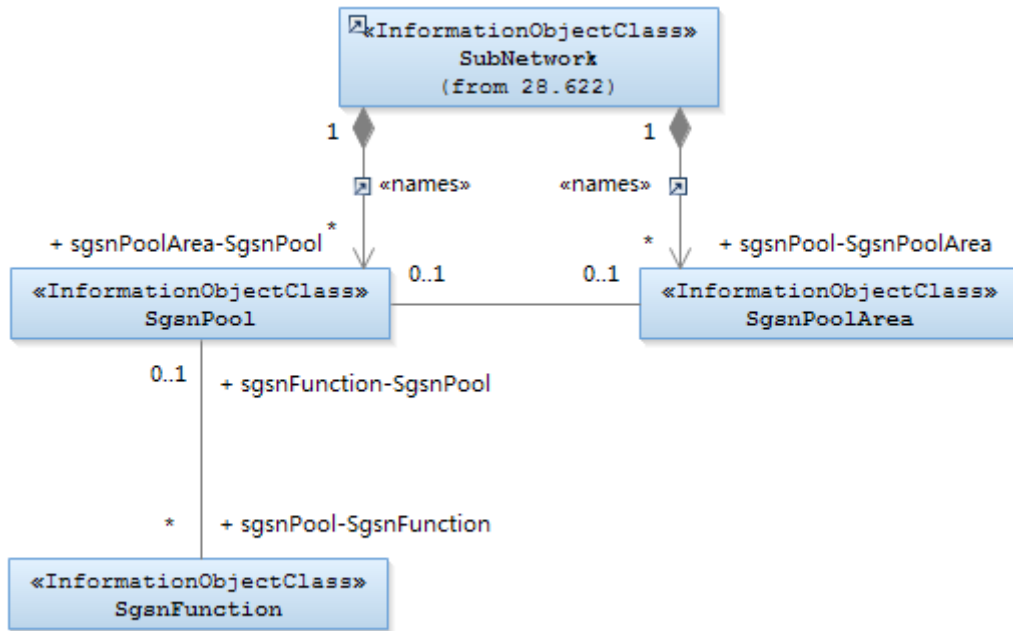 «InformationObjectClass»
SubNetwork
(from 28.622)
1
1
«names»
«names»
*
*
+ sgsnPoolArea-SgsnPool
+ sgsnPool-SgsnPoolArea
0..1
0..1
«InformationObjectClass»
SgsnPool
«InformationObjectClass»
SgsnPoolArea
0..1
+ sgsnFunction-SgsnPool
*
+ sgsnPool-SgsnFunction
«InformationObjectClass»
SgsnFunction